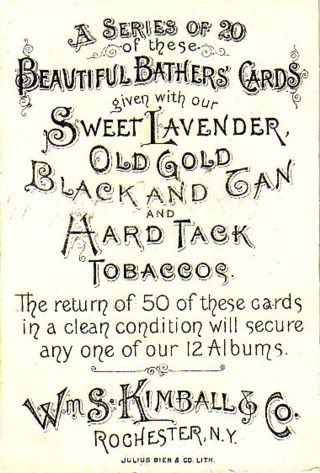 A SERIES OF 20
of these
BEAUTIFUL BATHERS' CARDS
given with our
SWEET LAVENDER,
OLD GOLD
BLACK AND TAN
AND
HARD TACK
TOBACCOS.
The return of 50 of these cards
in a clean condition will secure
any one of our 12 Albums.
Wm S. KIMBALL & Co.
ROCHESTER, N.Y.
JULIUS BIEN & CO. LITH.